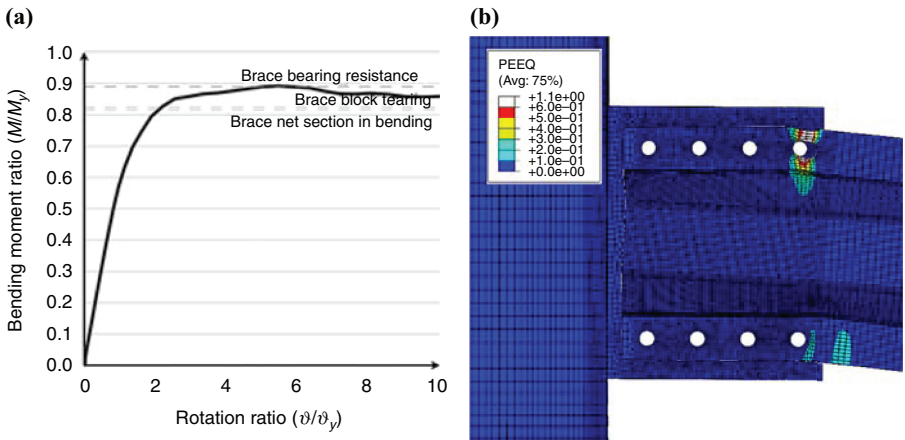 (a)
1.0
0.9
0.8
0.7
0.6
0.5
0.4
0.3
0.2
0.1
0.0
Bending moment ratio (M/My)
Brace bearing resistance
Brace block tearing
Brace net section in bending
0
2
4
6
8
10
Rotation ratio (ϑ/ϑy)
(b)
PEEQ
(Avg: 75%)
+1.1e+00
+6.0e−01
+5.0e−01
+4.0e−01
+3.0e−01
+2.0e−01
+1.0e−01
+0.0e+00